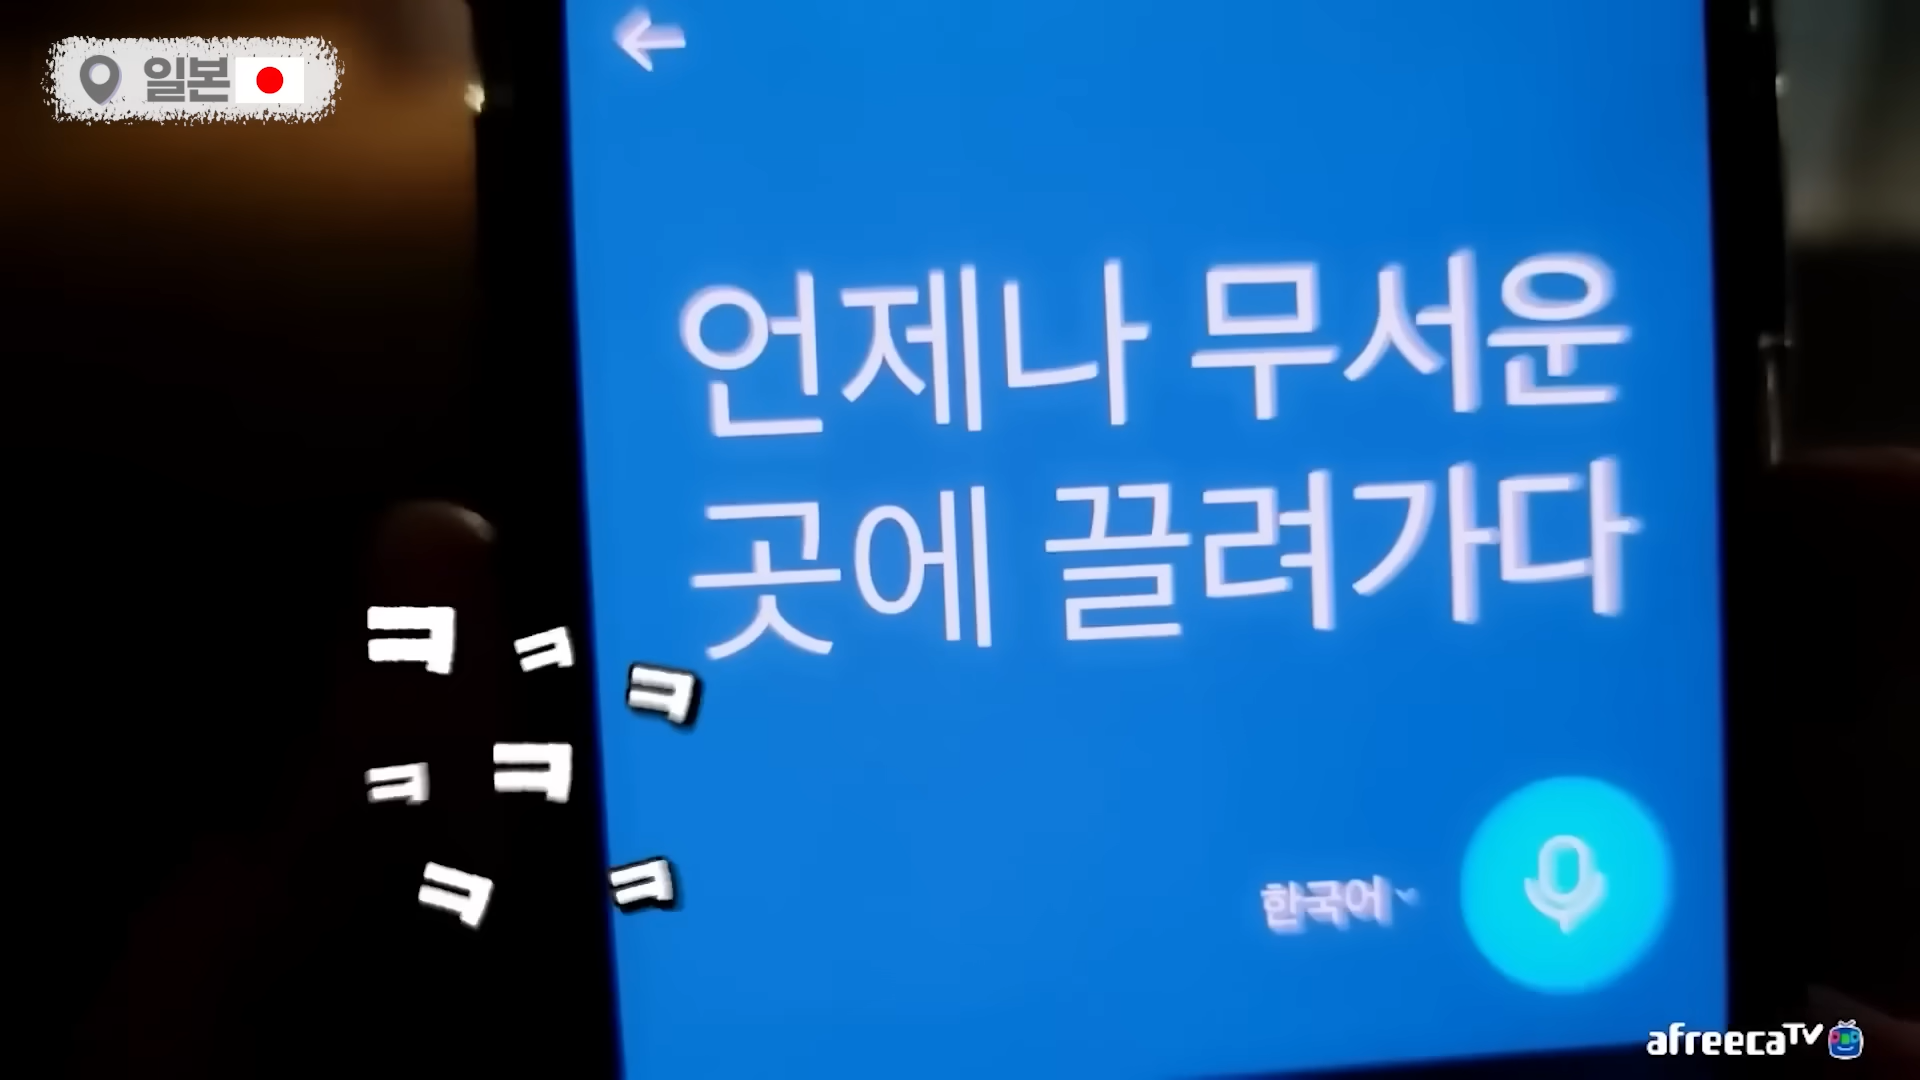 일본
언제나 무서운
곳에 끌려가다
ㅋ ㅋ
ㅋ
ㅋ ㅋ
ㅋ ㅋ
한국어
afreecaTV